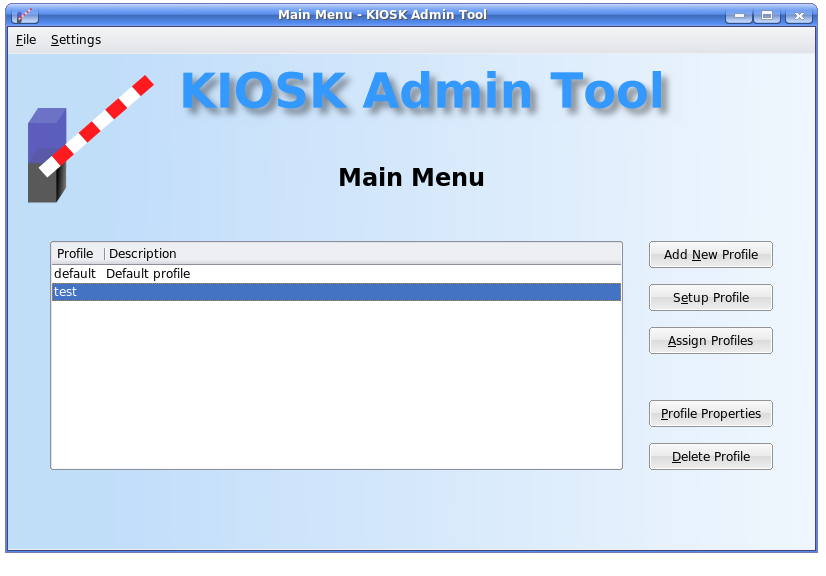 Main Menu - KIOSK Admin Tool
File Settings
KIOSK Admin Tool
Main Menu
Profile Description
default Default profile
test
Add New Profile
Setup Profile
Assign Profiles
Profile Properties
Delete Profile